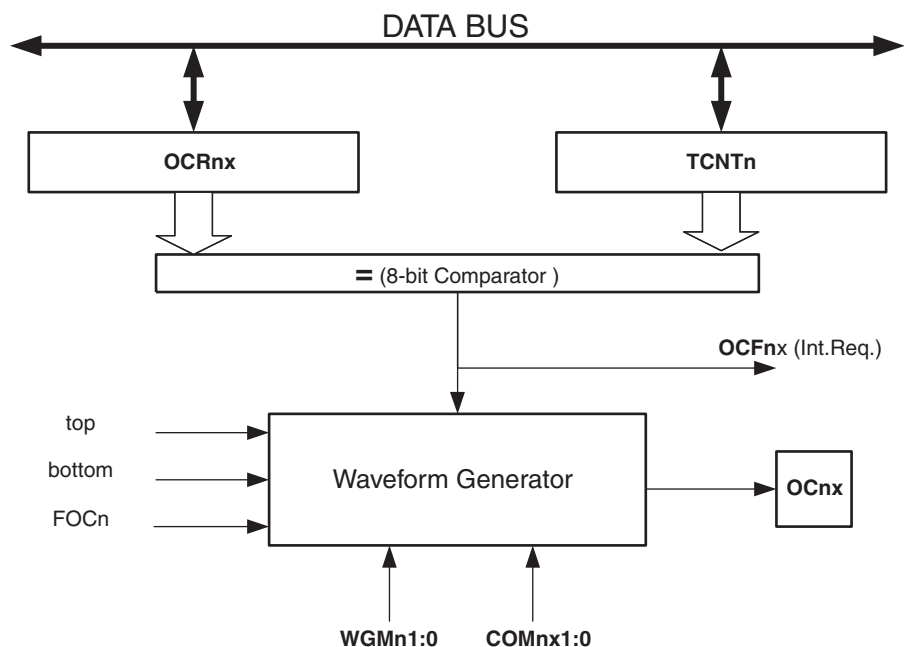 DATA BUS
OCRnx
TCNTn
= (8-bit Comparator )
OCFnx (Int.Req.)
top
bottom
FOCn
Waveform Generator
OCnx
WGMn1:0
COMnx1:0